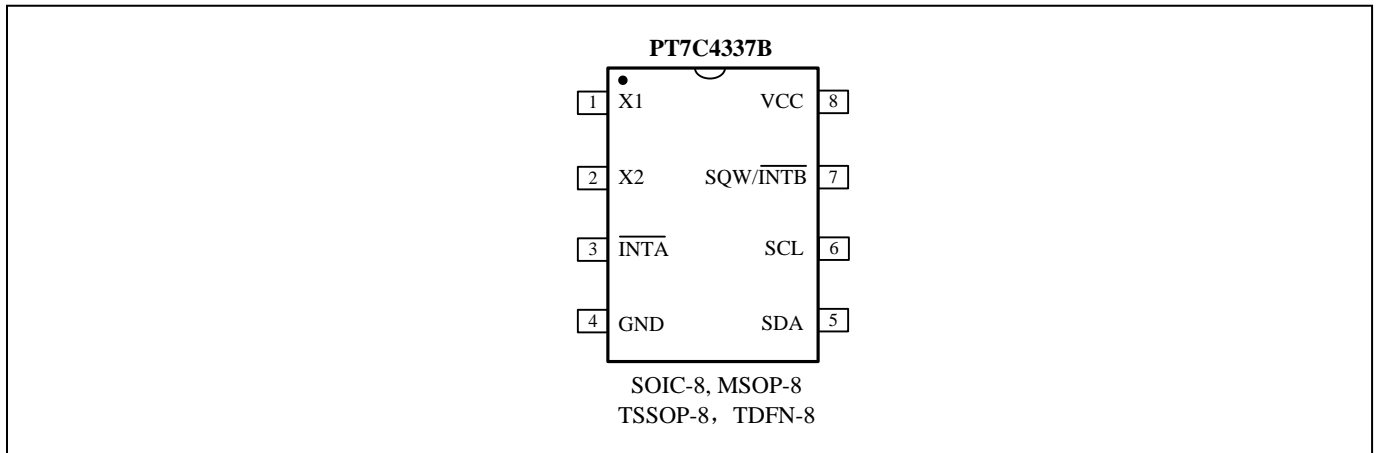 PT7C4337B
1 X1 VCC 8
2 X2 SQW/INTB 7
3 INTA SCL 6
4 GND SDA 5
SOIC-8, MSOP-8
TSSOP-8，TDFN-8